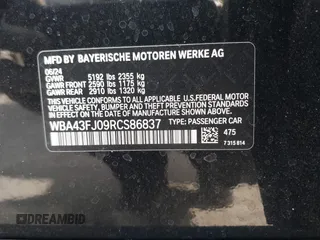 MFD BY BAYERISCHE MOTOREN WERKE AG
06/24
GVWR 5192 lbs 2355 kg
GAWR FRONT 2590 lbs 1175 kg
GAWR REAR 2910 lbs 1320 kg
THIS VEHICLE CONFORMS TO ALL APPLICABLE U.S. FEDERAL MOTOR
VEHICLE SAFETY, BUMPER AND THEFT PREVENTION STANDARDS
IN EFFECT ON THE DATE OF MANUFACTURE SHOWN ABOVE.
WBA43FJ09RCS86837 TYPE: PASSENGER CAR
475
7 315 814
DREAMBID